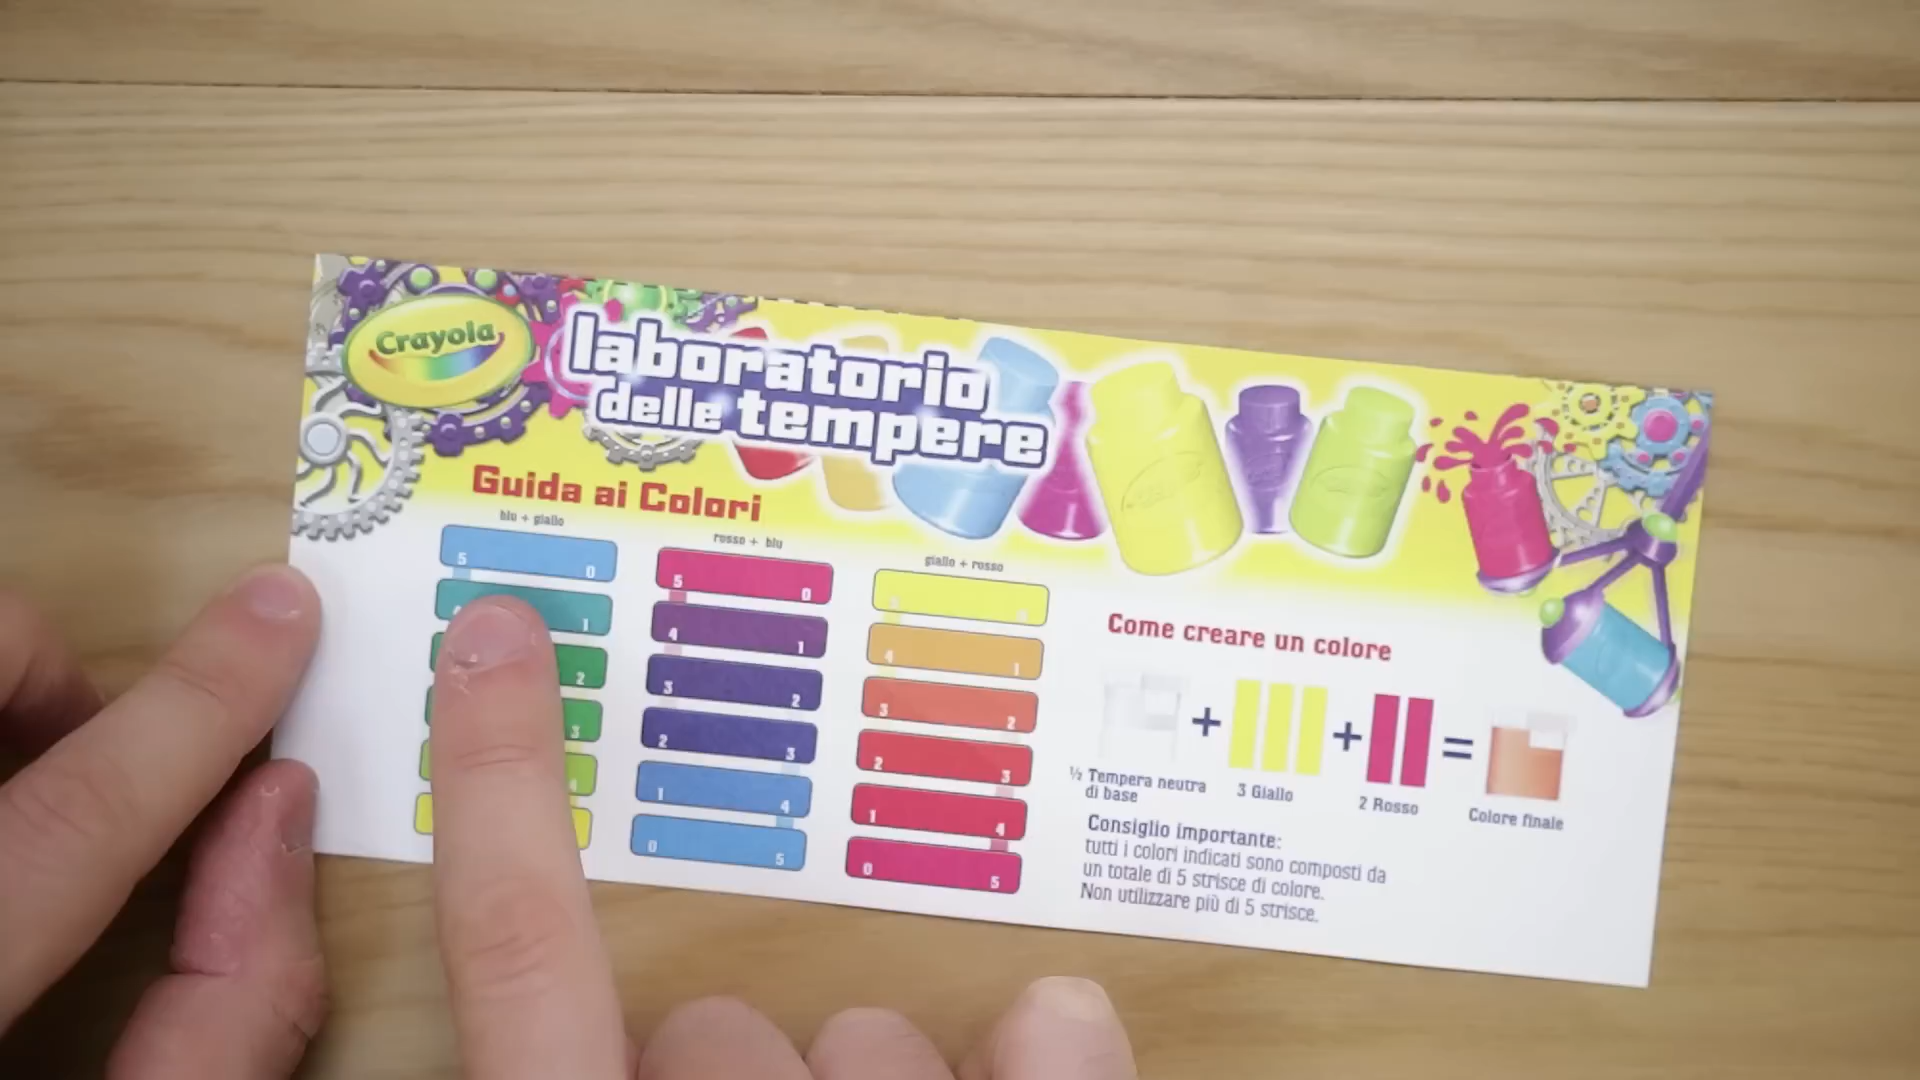 Crayola
laboratorio
delle tempere
Guida ai Colori
blu + giallo
5 0
1
2
3
4
rosso + blu
5 0
4 1
3 2
2 3
1 4
0 5
giallo + rosso
4 1
3 2
2 3
1 4
0 5
Come creare un colore
+ + =
½ Tempera neutra
di base
3 Giallo
2 Rosso
Colore finale
Consiglio importante:
tutti i colori indicati sono composti da
un totale di 5 strisce di colore.
Non utilizzare più di 5 strisce.